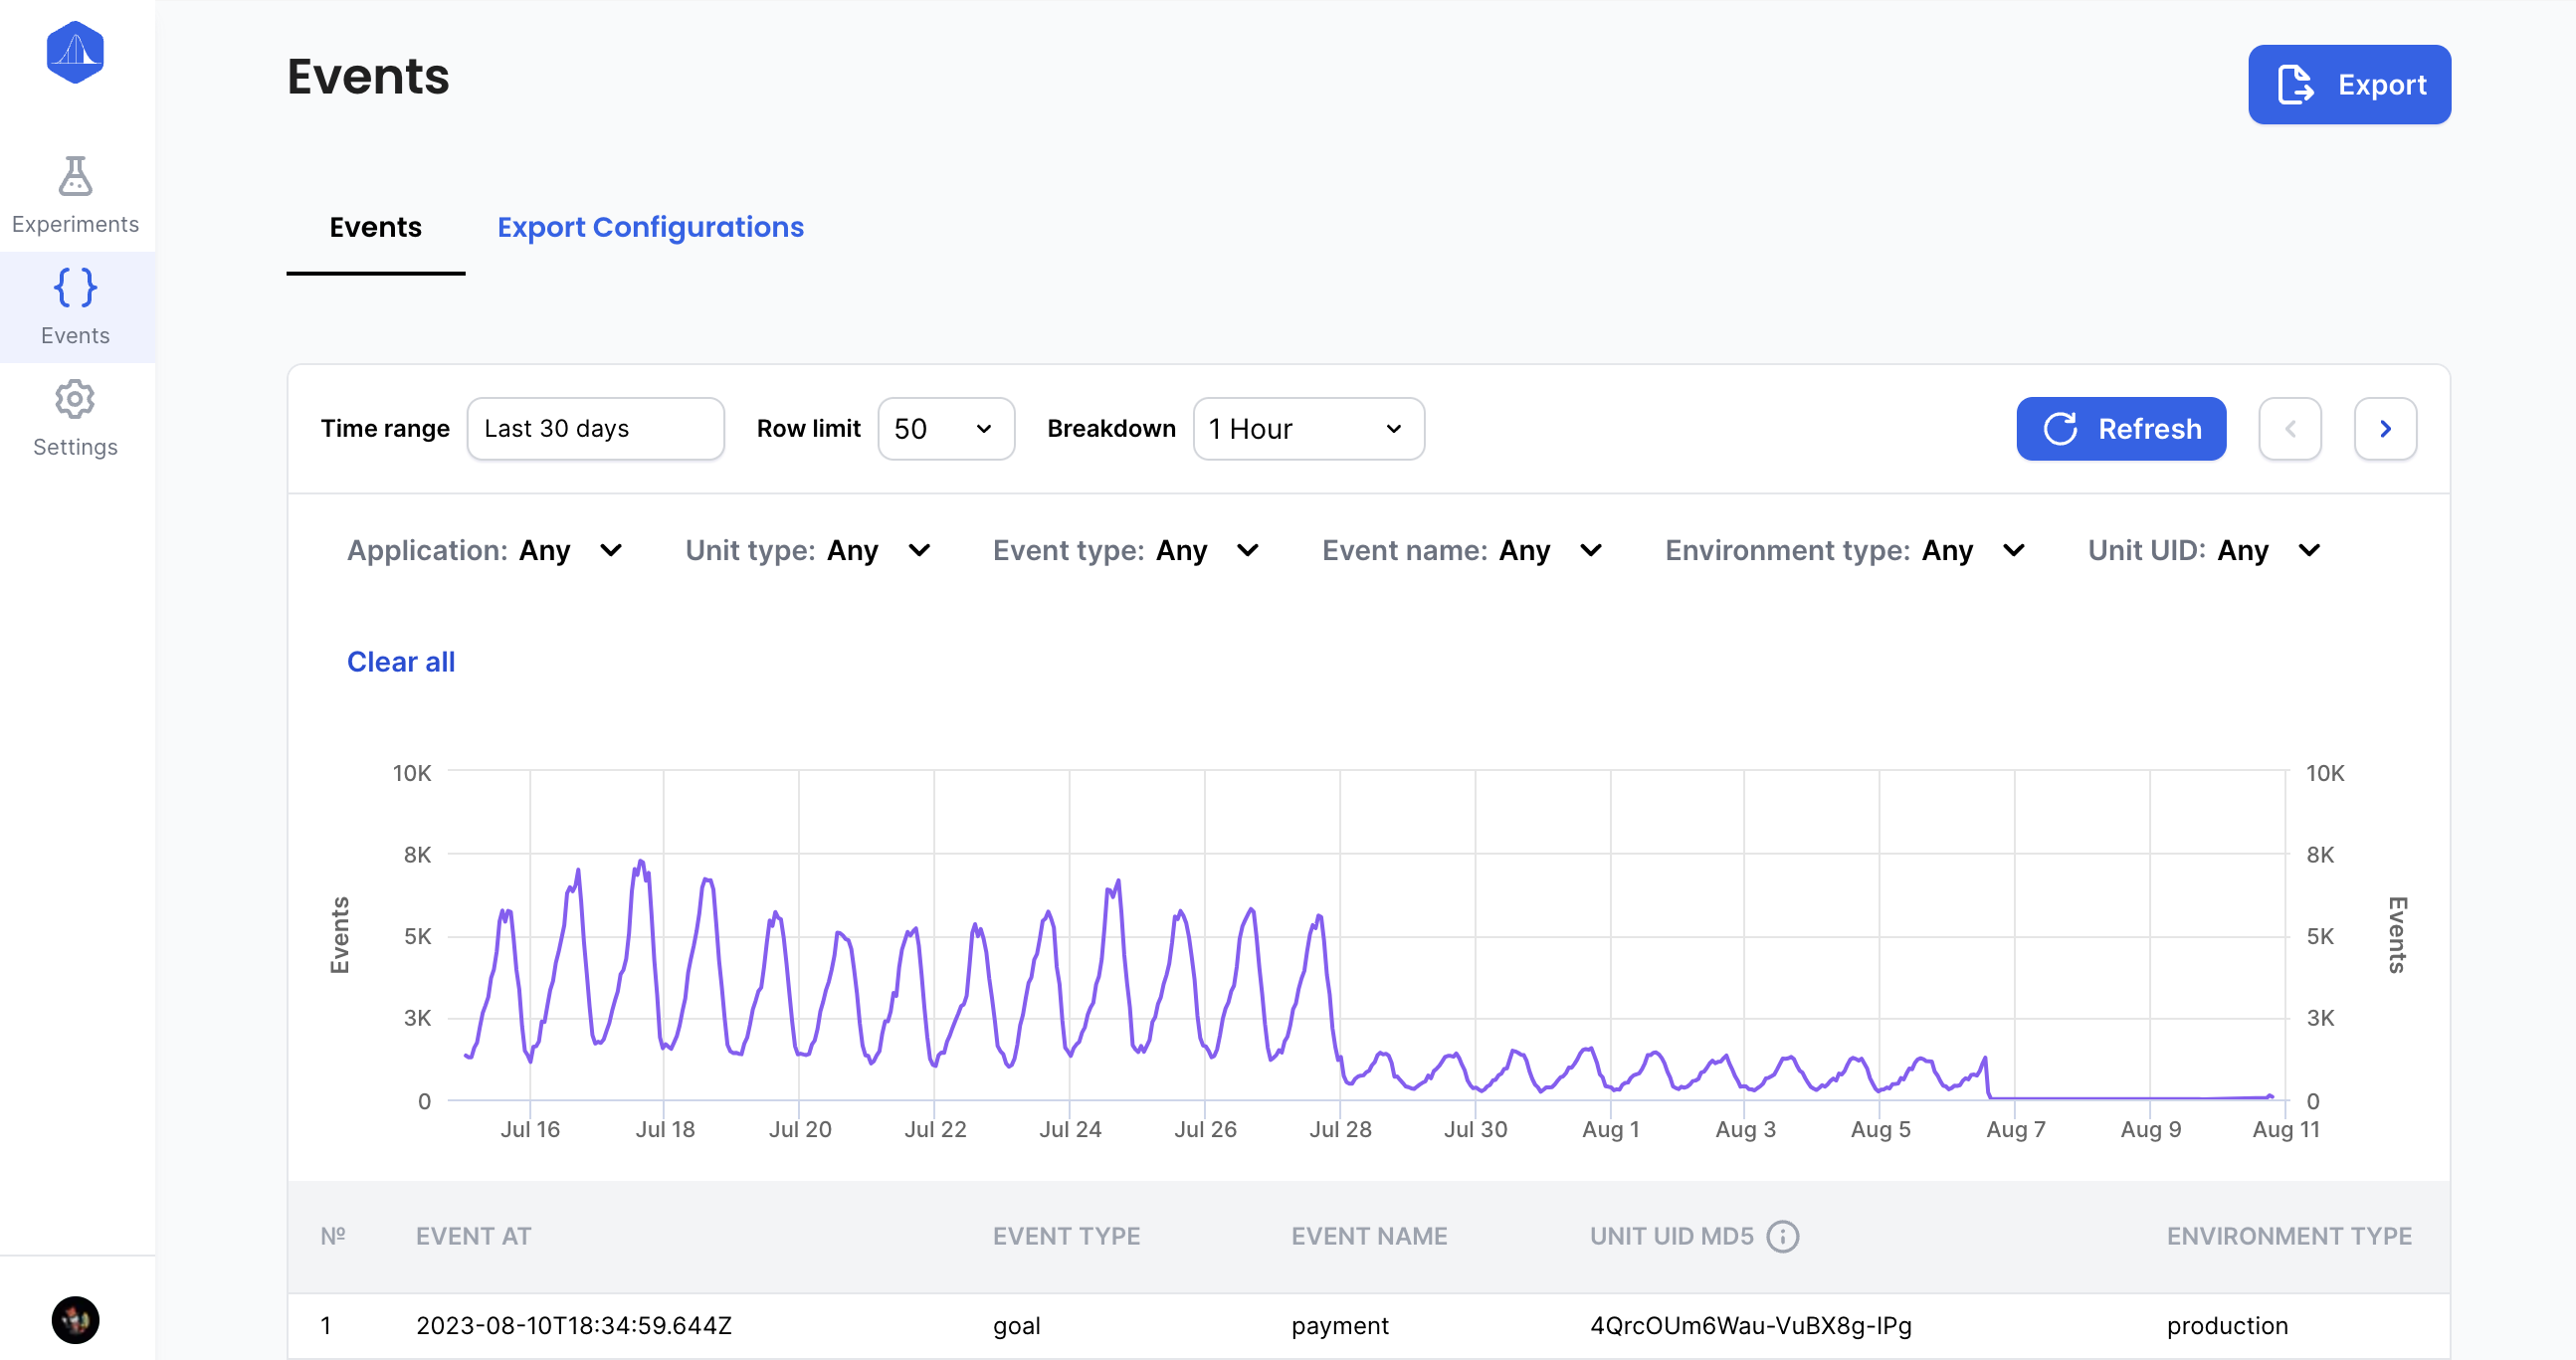 Events
Export
Experiments
Events
Settings
Events
Export Configurations
Time range
Last 30 days
Row limit
50
Breakdown
1 Hour
Refresh
Application: Any
Unit type: Any
Event type: Any
Event name: Any
Environment type: Any
Unit UID: Any
Clear all
10K
8K
5K
3K
0
Events
10K
8K
5K
3K
0
Events
Jul 16
Jul 18
Jul 20
Jul 22
Jul 24
Jul 26
Jul 28
Jul 30
Aug 1
Aug 3
Aug 5
Aug 7
Aug 9
Aug 11
№ EVENT AT EVENT TYPE EVENT NAME UNIT UID MD5 ENVIRONMENT TYPE
1 2023-08-10T18:34:59.644Z goal payment 4QrcOUm6Wau-VuBX8g-IPg production